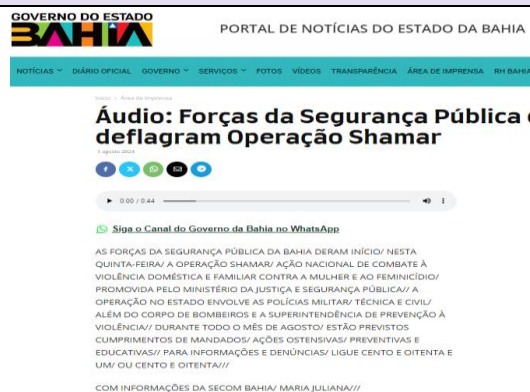 GOVERNO DO ESTADO
BAHIA
PORTAL DE NOTÍCIAS DO ESTADO DA BAHIA
NOTÍCIAS DIÁRIO OFICIAL GOVERNO SERVIÇOS FOTOS VÍDEOS TRANSPARÊNCIA ÁREA DE IMPRENSA RH BAHIA
Início > Área de Imprensa
Áudio: Forças da Segurança Pública
deflagram Operação Shamar
1 agosto 2024
0:00 / 0:44
Siga o Canal do Governo da Bahia no WhatsApp
AS FORÇAS DA SEGURANÇA PÚBLICA DA BAHIA DERAM INÍCIO/ NESTA
QUINTA-FEIRA/ A OPERAÇÃO SHAMAR/ AÇÃO NACIONAL DE COMBATE À
VIOLÊNCIA DOMÉSTICA E FAMILIAR CONTRA A MULHER E AO FEMINICÍDIO/
PROMOVIDA PELO MINISTÉRIO DA JUSTIÇA E SEGURANÇA PÚBLICA// A
OPERAÇÃO NO ESTADO ENVOLVE AS POLÍCIAS MILITAR/ TÉCNICA E CIVIL/
ALÉM DO CORPO DE BOMBEIROS E A SUPERINTENDÊNCIA DE PREVENÇÃO À
VIOLÊNCIA// DURANTE TODO O MÊS DE AGOSTO/ ESTÃO PREVISTOS
CUMPRIMENTOS DE MANDADOS/ AÇÕES OSTENSIVAS/ PREVENTIVAS E
EDUCATIVAS// PARA INFORMAÇÕES E DENÚNCIAS/ LIGUE CENTO E OITENTA E
UM/ OU CENTO E OITENTA///
COM INFORMAÇÕES DA SECOM BAHIA/ MARIA JULIANA///